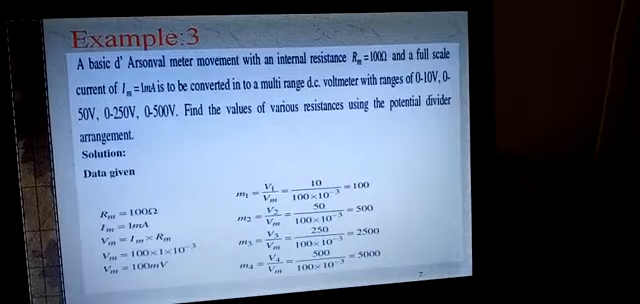 Example:3
A basic d' Arsonval meter movement with an internal resistance Rₘ =100Ω and a full scale
current of Iₘ =1mA is to be converted in to a multi range d.c. voltmeter with ranges of 0-10V, 0-
50V, 0-250V, 0-500V. Find the values of various resistances using the potential divider
arrangement.
Solution:
Data given
Rₘ = 100Ω
Iₘ = 1mA
Vₘ = Iₘ × Rₘ
Vₘ = 100×1×10⁻³
Vₘ = 100mV
m₁ = V₁/Vₘ = 10/(100×10⁻³) = 100
m₂ = V₂/Vₘ = 50/(100×10⁻³) = 500
m₃ = V₃/Vₘ = 250/(100×10⁻³) = 2500
m₄ = V₄/Vₘ = 500/(100×10⁻³) = 5000
7